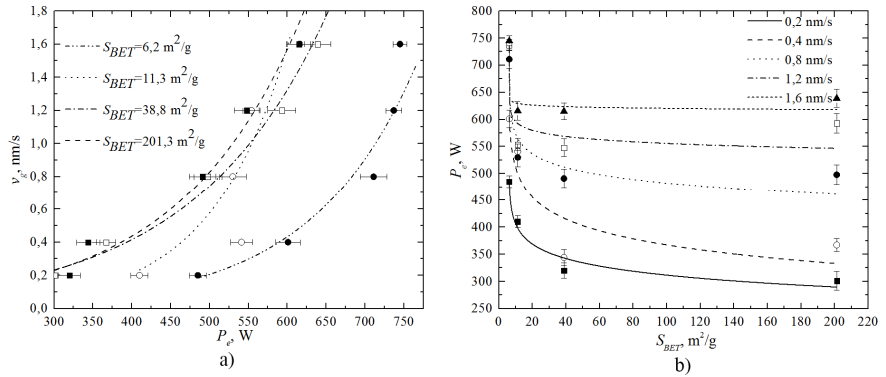 a)
1,8
1,6
1,4
1,2
1,0
0,8
0,6
0,4
0,2
0,0
v_g, nm/s
S_BET=6,2 m²/g
S_BET=11,3 m²/g
S_BET=38,8 m²/g
S_BET=201,3 m²/g
300 350 400 450 500 550 600 650 700 750
P_e, W
a)
b)
800
750
700
650
600
550
500
450
400
350
300
250
P_e, W
0,2 nm/s
0,4 nm/s
0,8 nm/s
1,2 nm/s
1,6 nm/s
0 20 40 60 80 100 120 140 160 180 200 220
S_BET, m²/g
b)